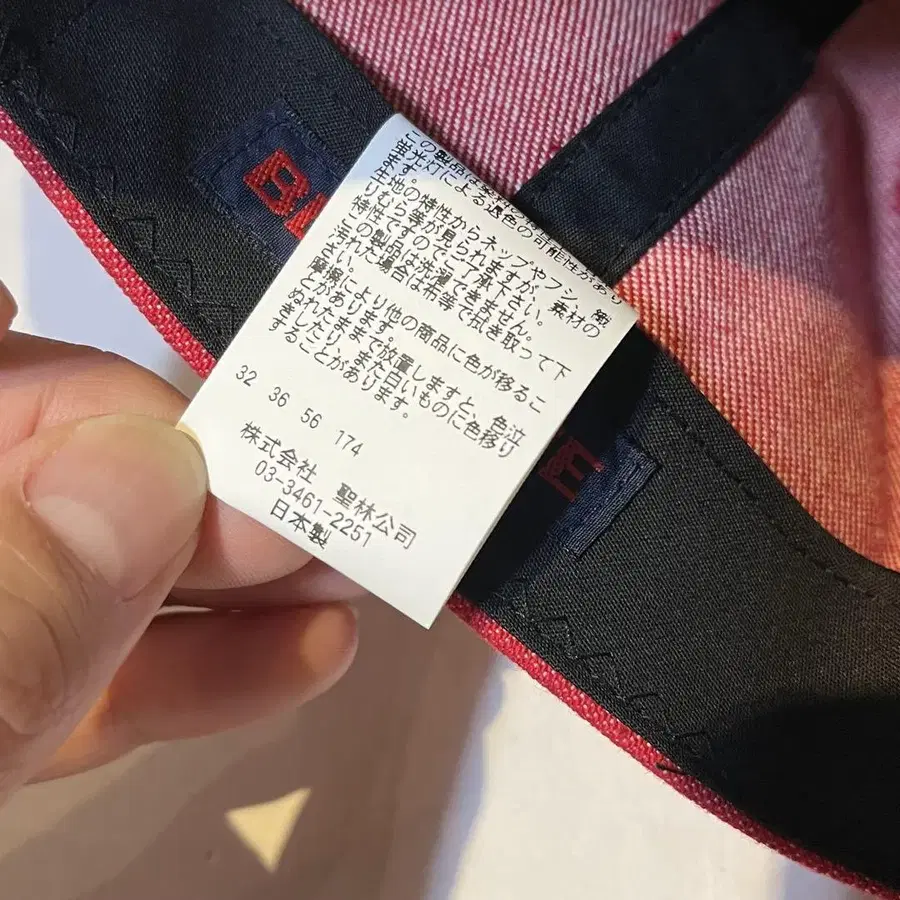 この製品は
蛍光灯による退色の可能性があり
ます。
生地の特性からネップやフシ、織
りむら等が見られますが、素材の
特性ですのでご了承下さい。
この製品は洗濯できません。
汚れた場合は布等で拭き取って下
さい。
摩擦により他の商品に色が移るこ
とがあります。
ぬれたままで放置しますと、色泣
きしたり、また白いものに色移り
することがあります。
32 36 56 174
株式会社 聖林公司
03-3461-2251
日本製